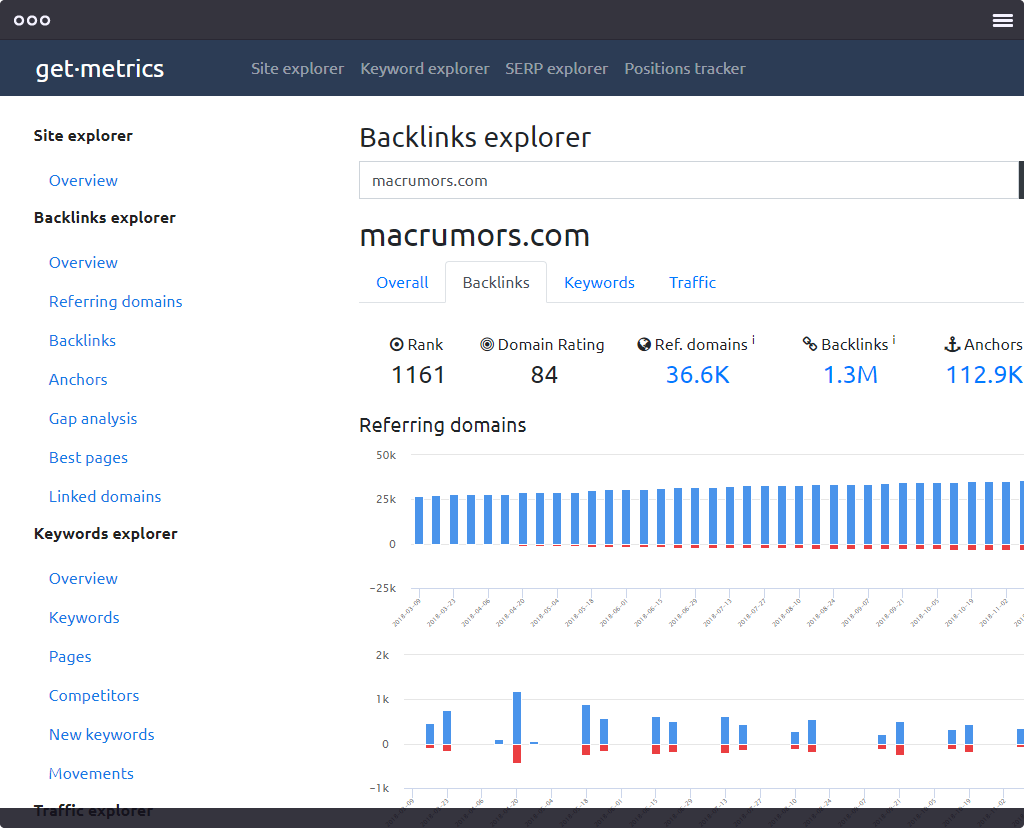 get·metrics
Site explorer Keyword explorer SERP explorer Positions tracker
Site explorer
Overview
Backlinks explorer
Overview
Referring domains
Backlinks
Anchors
Gap analysis
Best pages
Linked domains
Keywords explorer
Overview
Keywords
Pages
Competitors
New keywords
Movements
Traffic explorer
Backlinks explorer
macrumors.com
macrumors.com
Overall Backlinks Keywords Traffic
Rank Domain Rating Ref. domains i Backlinks i Anchors
1161 84 36.6K 1.3M 112.9K
Referring domains
50k
25k
0
−25k
2018-03-09 2018-03-23 2018-04-06 2018-04-20 2018-05-04 2018-05-18 2018-06-01 2018-06-15 2018-06-29 2018-07-13 2018-07-27 2018-08-10 2018-08-24 2018-09-07 2018-09-21 2018-10-05 2018-10-19 2018-11-02
2k
1k
0
−1k